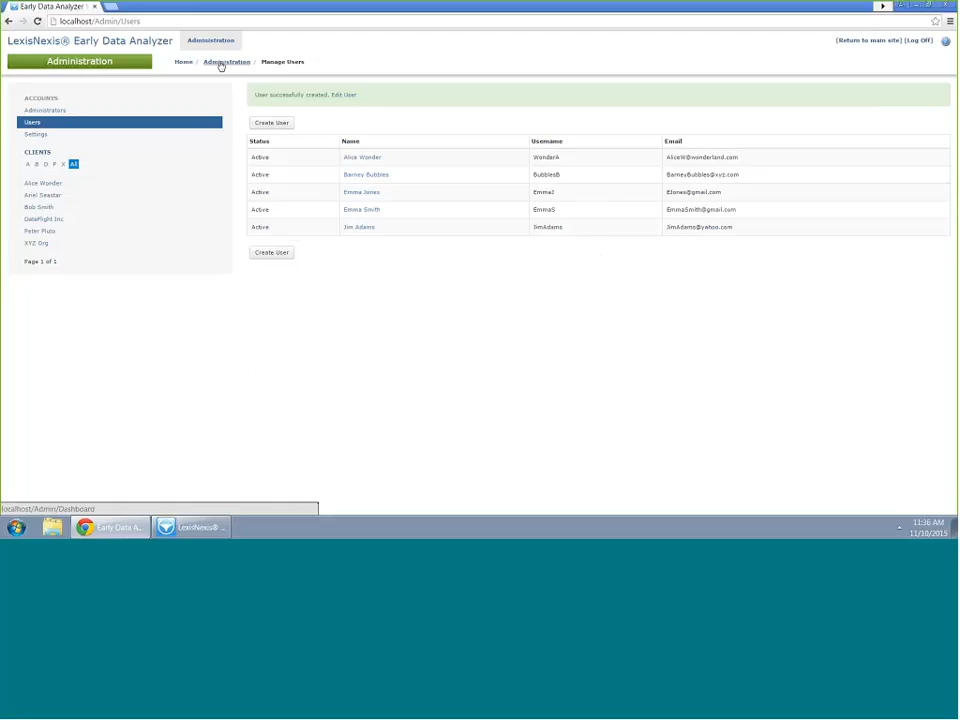 Early Data Analyzer
localhost/Admin/Users
LexisNexis® Early Data Analyzer
Administration
[Return to main site] [Log Off]
Administration
Home / Administration / Manage Users
ACCOUNTS
Administrators
Users
Settings
CLIENTS
A B D P X All
Alice Wonder
Ariel Seastar
Bob Smith
DataFlight Inc
Peter Pluto
XYZ Org
Page 1 of 1
User successfully created. Edit User
Create User
Status Name Username Email
Active Alice Wonder WonderA AliceW@wonderland.com
Active Barney Bubbles BubblesB BarneyBubbles@xyz.com
Active Emma Jones EmmaJ EJones@gmail.com
Active Emma Smith EmmaS EmmaSmith@gmail.com
Active Jim Adams JimAdams JimAdams@yahoo.com
Create User
localhost/Admin/Dashboard
Early Data A...
LexisNexis® ...
11:36 AM
11/10/2015